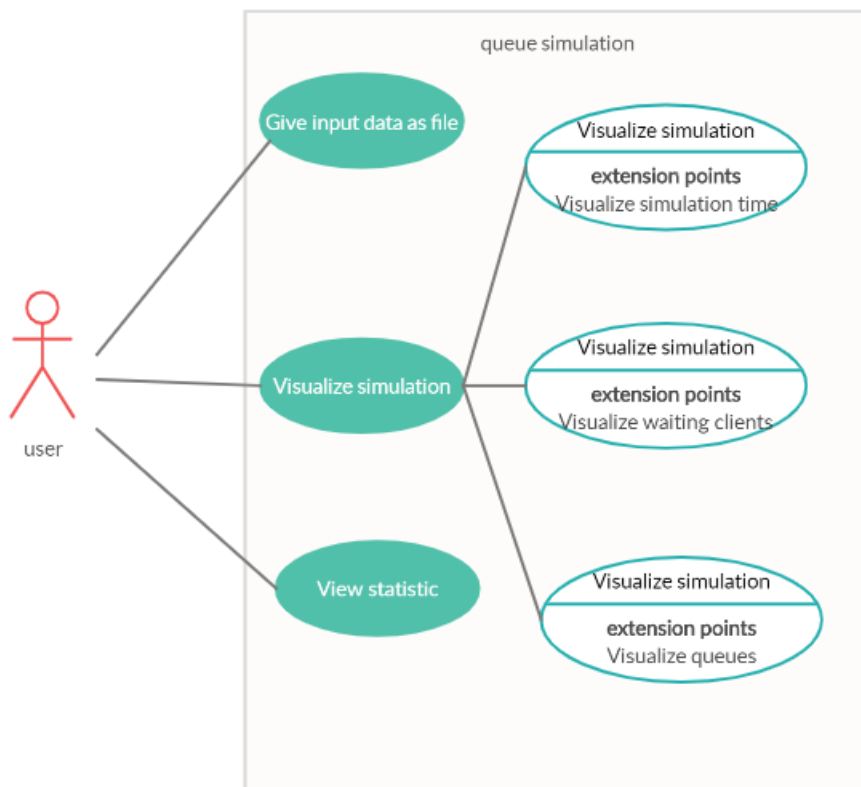 queue simulation
Give input data as file
Visualize simulation
extension points
Visualize simulation time
user
Visualize simulation
Visualize simulation
extension points
Visualize waiting clients
View statistic
Visualize simulation
extension points
Visualize queues